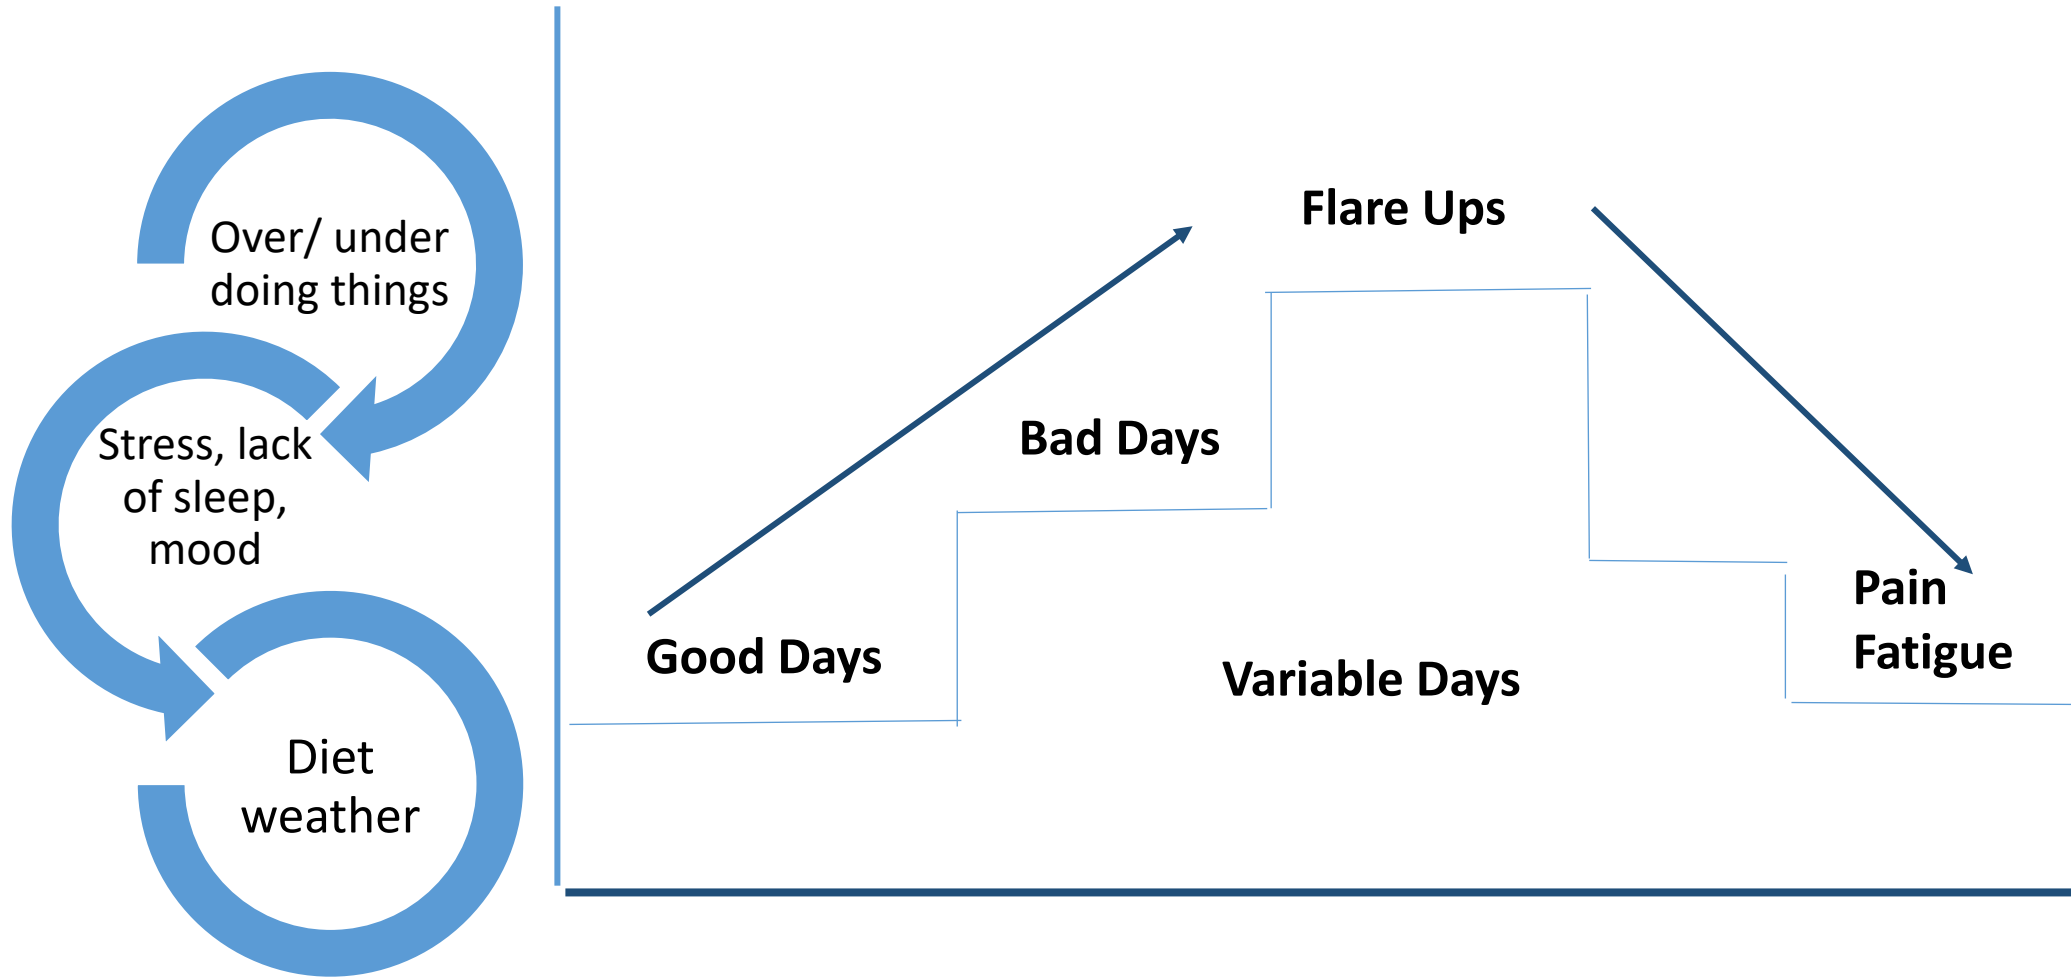 Over/ under
doing things
Stress, lack
of sleep,
mood
Diet
weather
Flare Ups
Bad Days
Good Days
Variable Days
Pain
Fatigue